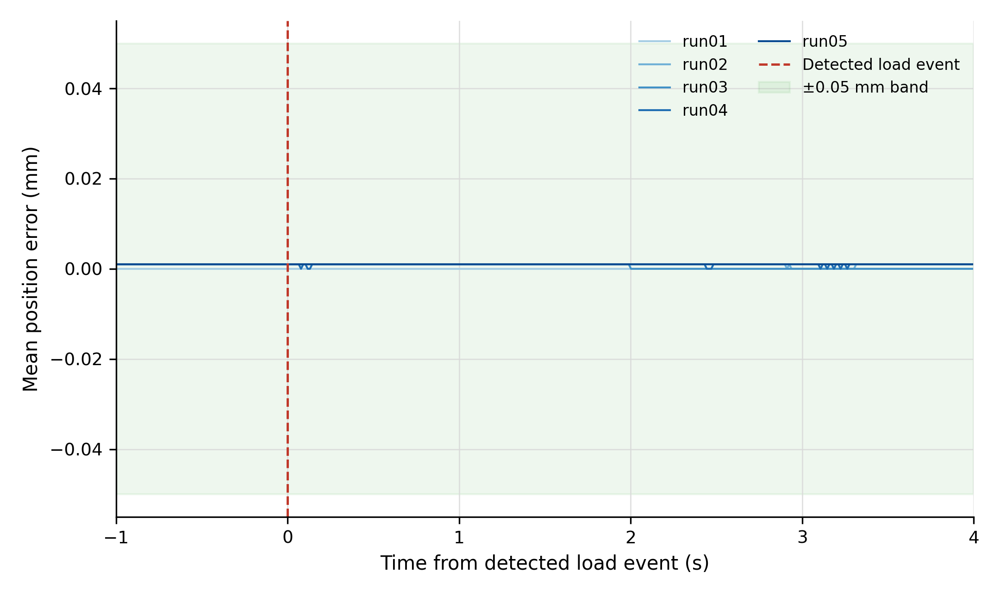 run01
run02
run03
run04
run05
Detected load event
±0.05 mm band
Mean position error (mm)
0.04
0.02
0.00
−0.02
−0.04
−1
0
1
2
3
4
Time from detected load event (s)